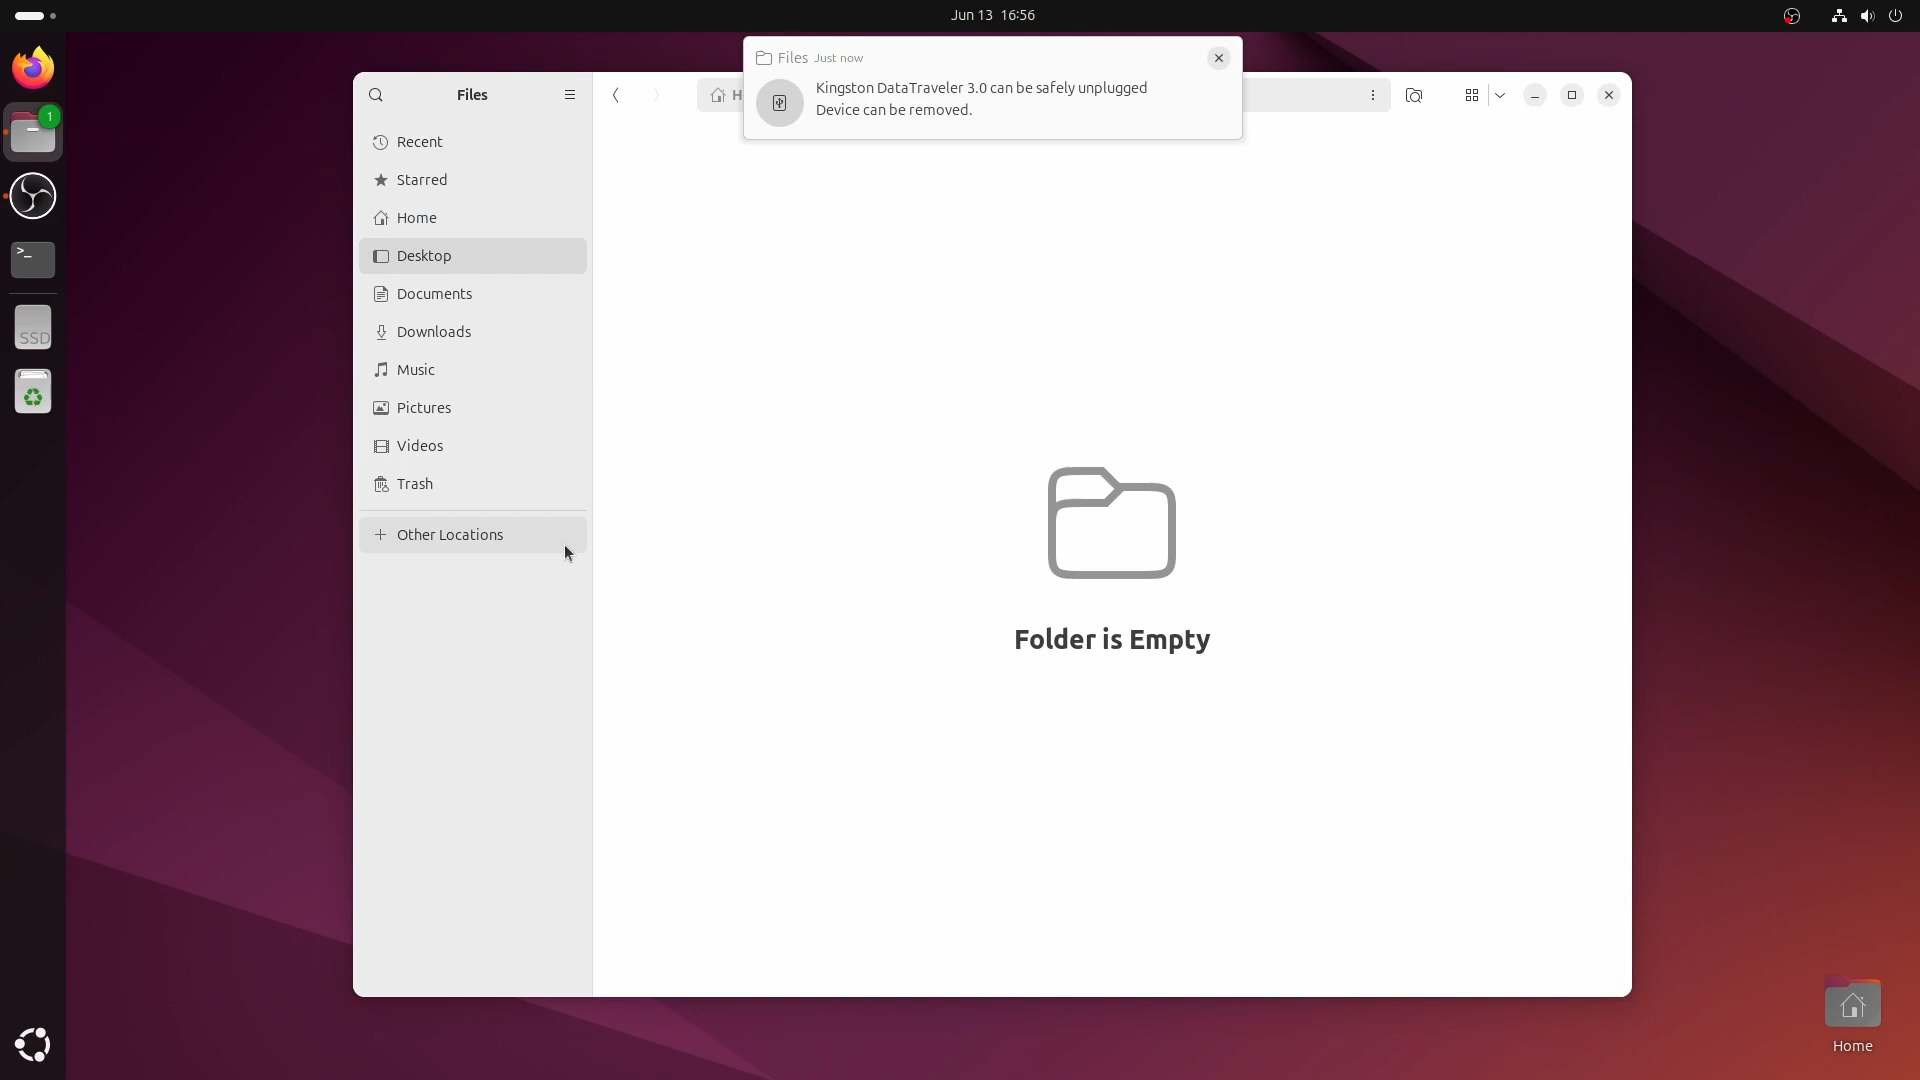 Jun 13 16:56
Files Just now
Kingston DataTraveler 3.0 can be safely unplugged
Device can be removed.
1
Files
H
Recent
Starred
Home
Desktop
Documents
Downloads
Music
Pictures
Videos
Trash
Other Locations
>_
SSD
Folder is Empty
Home